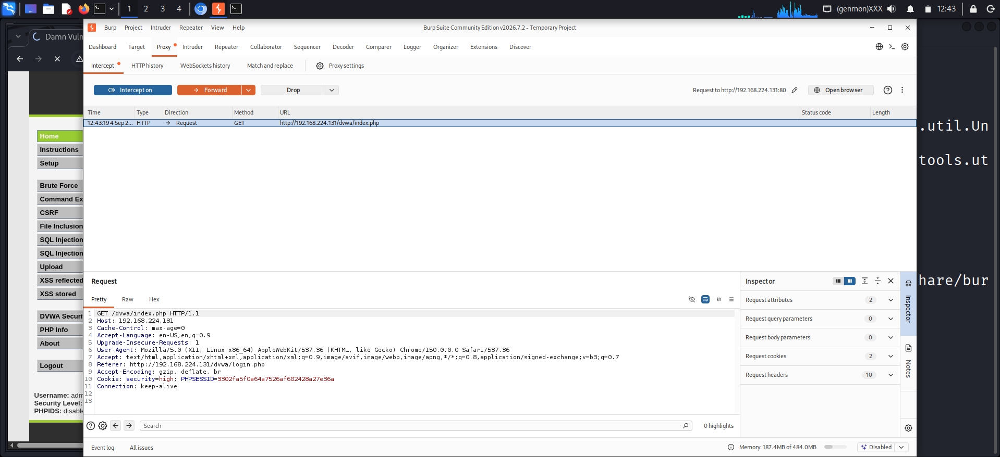 1 2 3 4 (genmon)XXX 12:43
Damn Vuln
Burp Project Intruder Repeater View Help Burp Suite Community Edition v2026.7.2 - Temporary Project
Dashboard Target Proxy Intruder Repeater Collaborator Sequencer Decoder Comparer Logger Organizer Extensions Discover
Intercept HTTP history WebSockets history Match and replace Proxy settings
Intercept on Forward Drop Request to http://192.168.224.131:80 Open browser
Time Type Direction Method URL Status code Length
12:43:19 4 Sep 2... HTTP Request GET http://192.168.224.131/dvwa/index.php
.util.Un
tools.ut
hare/bur
Home
Instructions
Setup
Brute Force
Command Ex
CSRF
File Inclusion
SQL Injection
SQL Injection
Upload
XSS reflected
XSS stored
DVWA Securi
PHP Info
About
Logout
Username: adm
Security Level:
PHPIDS: disable
Request
Pretty Raw Hex \n
1 GET /dvwa/index.php HTTP/1.1
2 Host: 192.168.224.131
3 Cache-Control: max-age=0
4 Accept-Language: en-US,en;q=0.9
5 Upgrade-Insecure-Requests: 1
6 User-Agent: Mozilla/5.0 (X11; Linux x86_64) AppleWebKit/537.36 (KHTML, like Gecko) Chrome/150.0.0.0 Safari/537.36
7 Accept: text/html,application/xhtml+xml,application/xml;q=0.9,image/avif,image/webp,image/apng,*/*;q=0.8,application/signed-exchange;v=b3;q=0.7
8 Referer: http://192.168.224.131/dvwa/login.php
9 Accept-Encoding: gzip, deflate, br
10 Cookie: security=high; PHPSESSID=3302fa5f0a64a7526af602428a27e36a
11 Connection: keep-alive
12
13
Search 0 highlights
Inspector
Request attributes 2
Request query parameters 0
Request body parameters 0
Request cookies 2
Request headers 10
Inspector
Notes
Event log All issues Memory: 187.4MB of 484.0MB Disabled